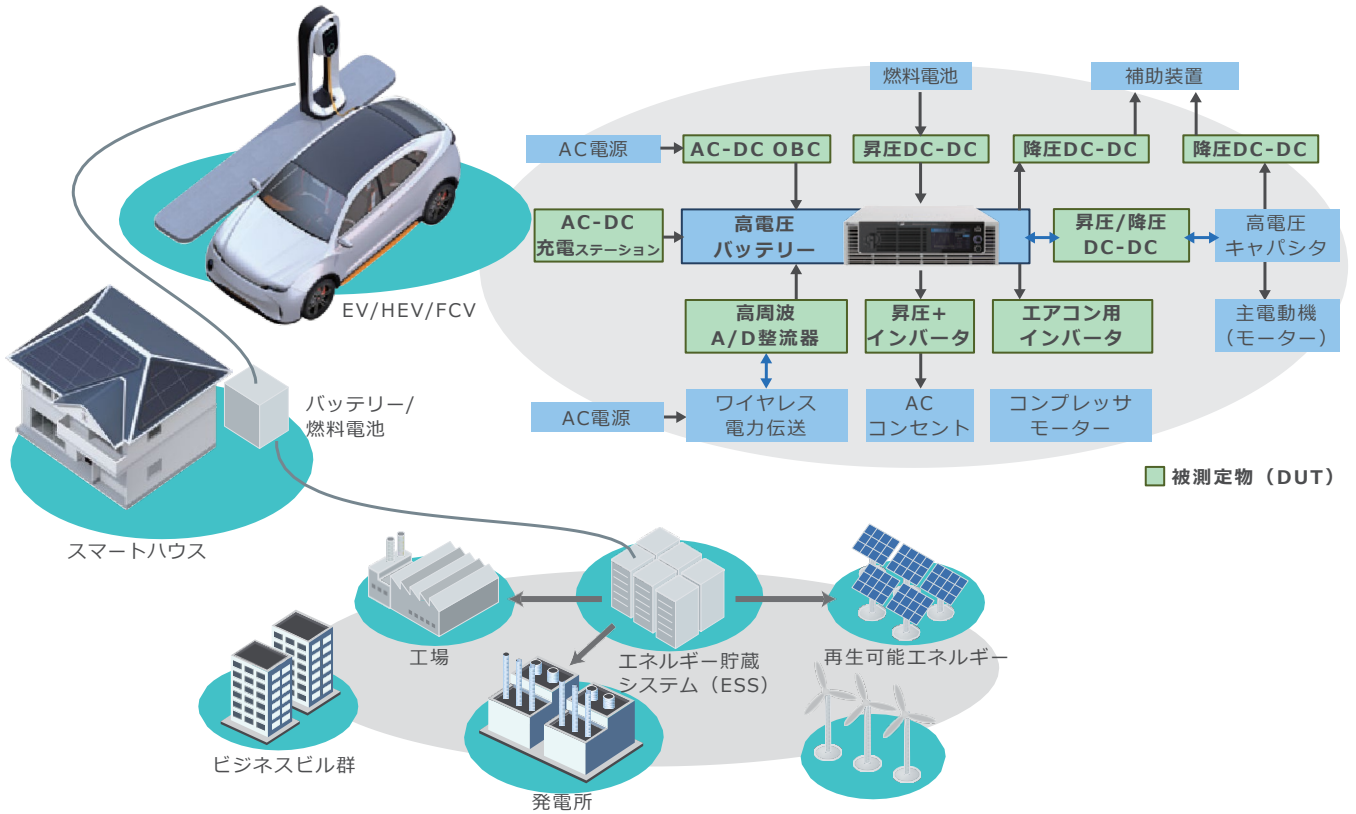 燃料電池
補助装置
AC電源
AC-DC OBC
昇圧DC-DC
降圧DC-DC
降圧DC-DC
AC-DC
充電ステーション
高電圧
バッテリー
昇圧/降圧
DC-DC
高電圧
キャパシタ
EV/HEV/FCV
高周波
A/D整流器
昇圧+
インバータ
エアコン用
インバータ
主電動機
（モーター）
バッテリー/
燃料電池
AC電源
ワイヤレス
電力伝送
AC
コンセント
コンプレッサ
モーター
被測定物（DUT）
スマートハウス
工場
エネルギー貯蔵
システム（ESS）
再生可能エネルギー
ビジネスビル群
発電所